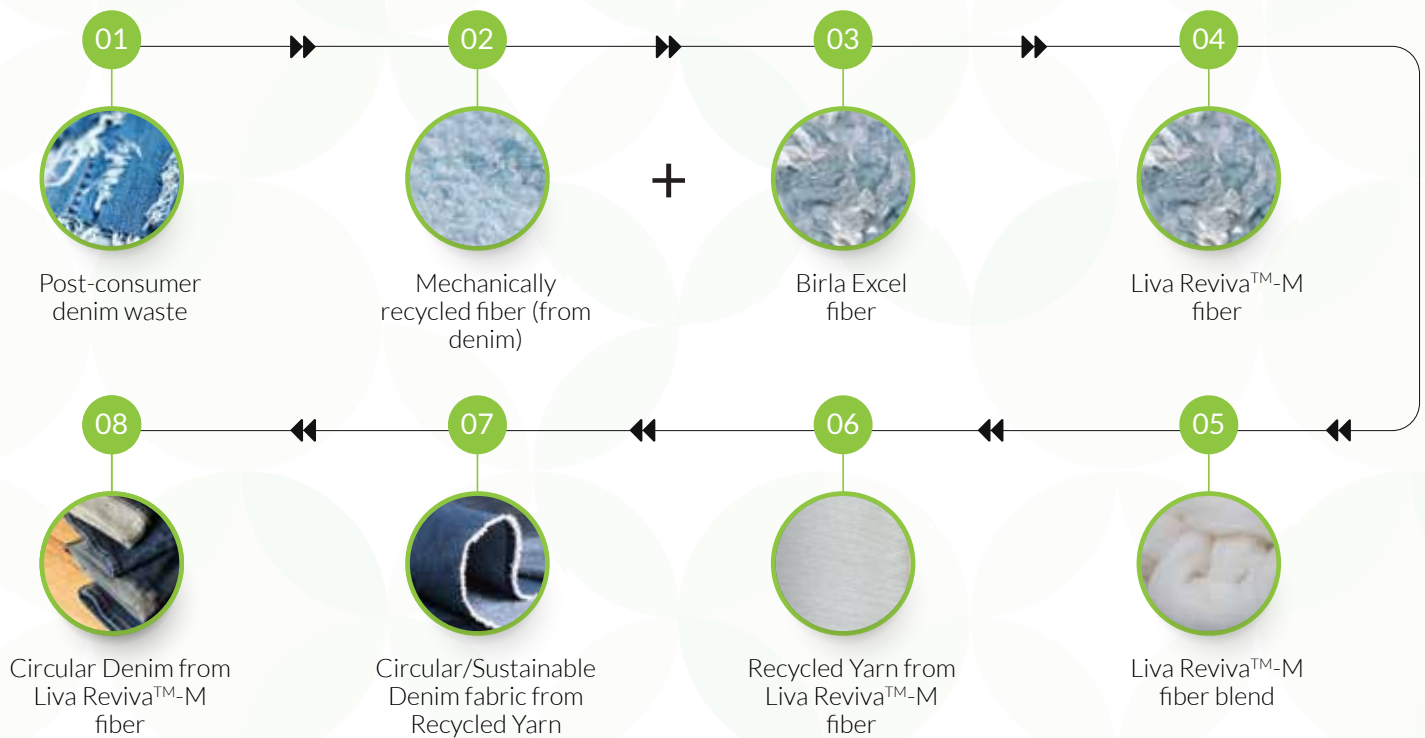 01
02
03
04
Post-consumer
denim waste
Mechanically
recycled fiber (from
denim)
+
Birla Excel
fiber
Liva Reviva™-M
fiber
08
07
06
05
Circular Denim from
Liva Reviva™-M
fiber
Circular/Sustainable
Denim fabric from
Recycled Yarn
Recycled Yarn from
Liva Reviva™-M
fiber
Liva Reviva™-M
fiber blend